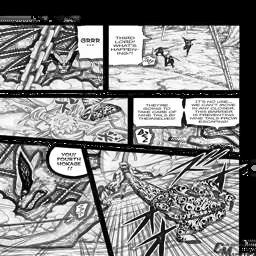 GRRR
...
THIRD
LORD!
WHAT'S
HAPPEN-
ING?!
THEY'RE
GOING TO
TAKE CARE OF
NINE TAILS BY
THEMSELVES!
IT'S NO USE...
WE CAN'T MOVE
IN ANY CLOSER.
THIS BARRIER
IS PREVENTING
NINE TAILS FROM
ESCAPING...
YOU!
FOURTH
HOKAGE
!!